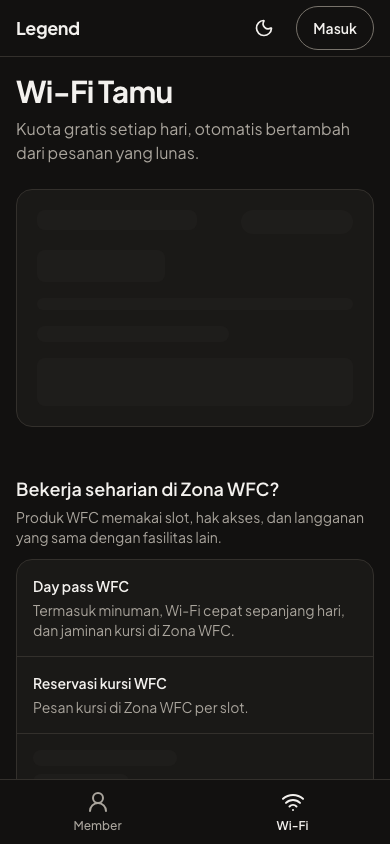 Legend
Masuk
Wi-Fi Tamu
Kuota gratis setiap hari, otomatis bertambah
dari pesanan yang lunas.
Bekerja seharian di Zona WFC?
Produk WFC memakai slot, hak akses, dan langganan
yang sama dengan fasilitas lain.
Day pass WFC
Termasuk minuman, Wi-Fi cepat sepanjang hari,
dan jaminan kursi di Zona WFC.
Reservasi kursi WFC
Pesan kursi di Zona WFC per slot.
Member
Wi-Fi